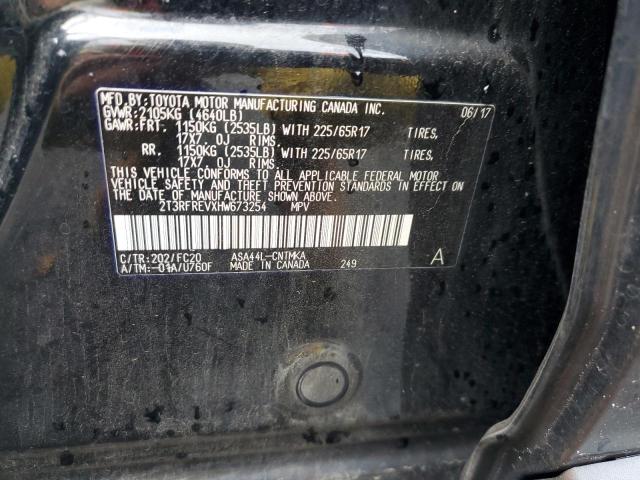 MFD.BY:TOYOTA MOTOR MANUFACTURING CANADA INC. 06/17
GVWR:2105KG (4640LB)
GAWR:FRT. 1150KG (2535LB) WITH 225/65R17 TIRES,
17X7.0J RIMS.
RR. 1150KG (2535LB) WITH 225/65R17 TIRES,
17X7.0J RIMS.
THIS VEHICLE CONFORMS TO ALL APPLICABLE FEDERAL MOTOR
VEHICLE SAFETY AND BUMPER STANDARDS IN EFFECT
ON THE DATE OF MANUFACTURE SHOWN ABOVE.
2T3RFREVXHW673254 MPV
C/TR:202/FC20 ASA44L-CNTMKA A
A/TM:-01A/U760F MADE IN CANADA 249